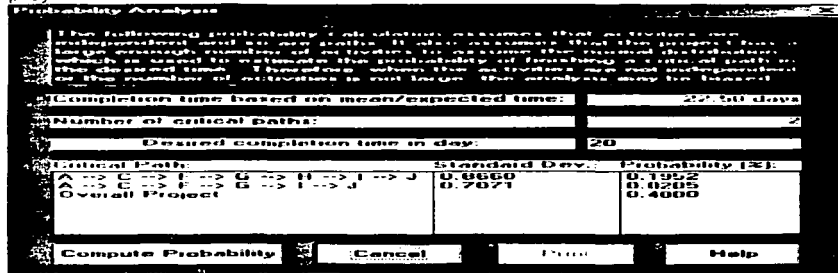 Probability Analysis
The following probability calculation assumes that activities are
independent and so are paths. It also assumes that the project has a
large enough number of activities to assume the normal distribution
which is used to estimate the probability of finishing a critical path in
the desired time. Therefore, when the activities are not independent
the number of activities is not large the analysis may be biased
Completion time based on mean/expected time: 22.50 days
Number of critical paths: 2
Desired completion time in day: 20
Critical Path: Standard Dev.: Probability (%):
A --> C --> F --> G --> H --> I --> J 0.8660 0.1952
A --> C --> F --> G --> I --> J 0.7071 0.0205
Overall Project 0.4000
Compute Probability Cancel Print Help